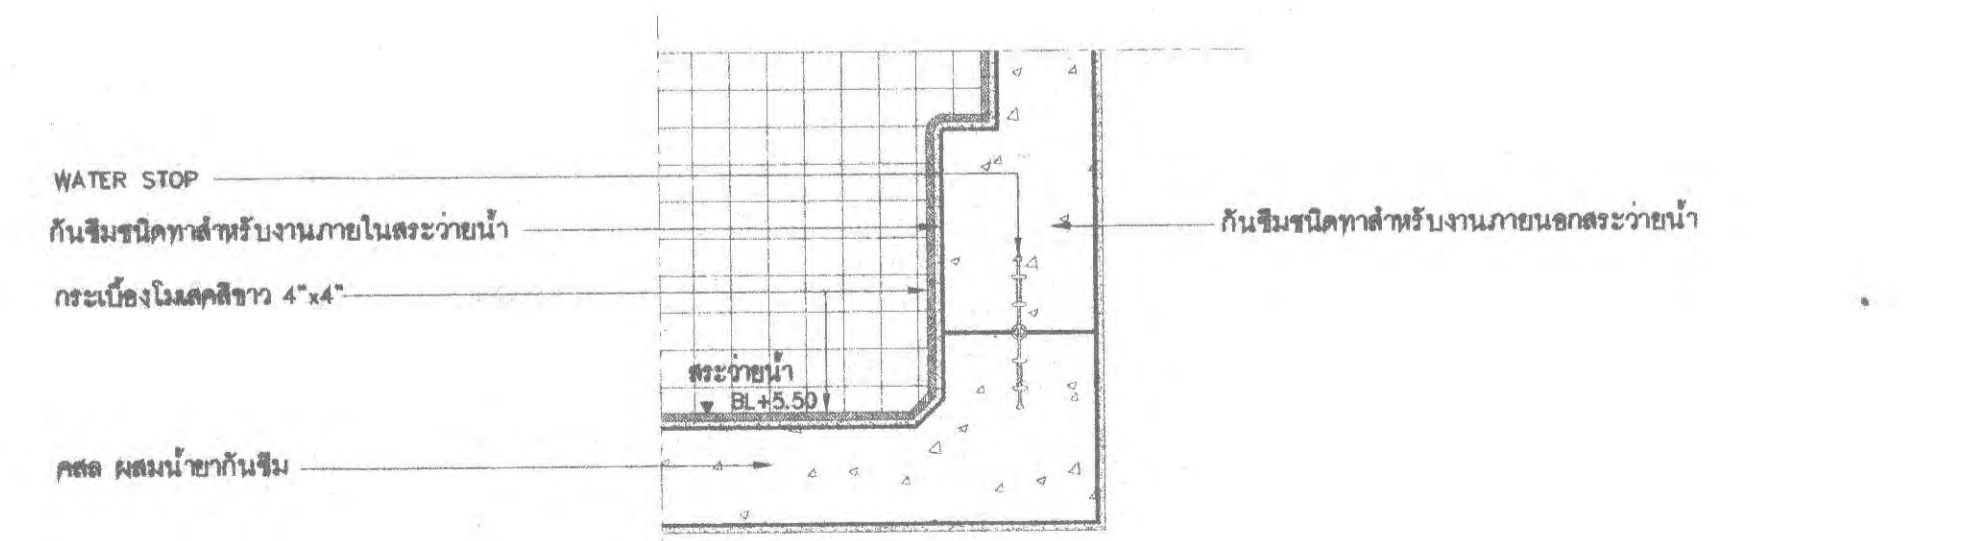 WATER STOP
กันซึมชนิดทาสำหรับงานภายในสระว่ายน้ำ
กันซึมชนิดทาสำหรับงานภายนอกสระว่ายน้ำ
กระเบื้องโมเสคสีขาว 4"x4"
สระว่ายน้ำ
BL+5.50
คสล ผสมน้ำยากันซึม